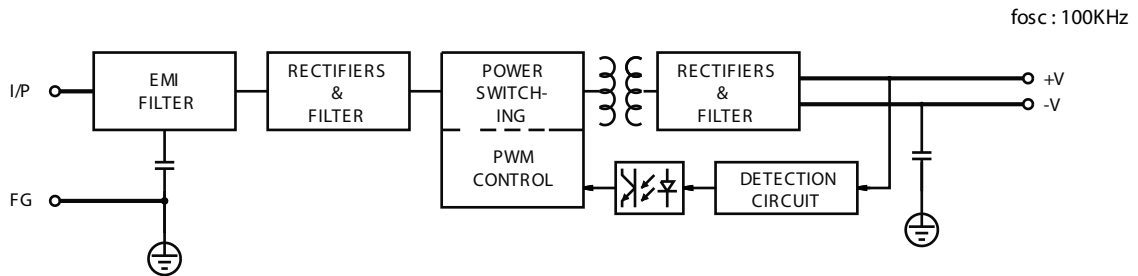 fosc : 100KHz
I/P
EMI
FILTER
RECTIFIERS
&
FILTER
POWER
SWITCH-
ING
PWM
CONTROL
RECTIFIERS
&
FILTER
+V
-V
DETECTION
CIRCUIT
FG